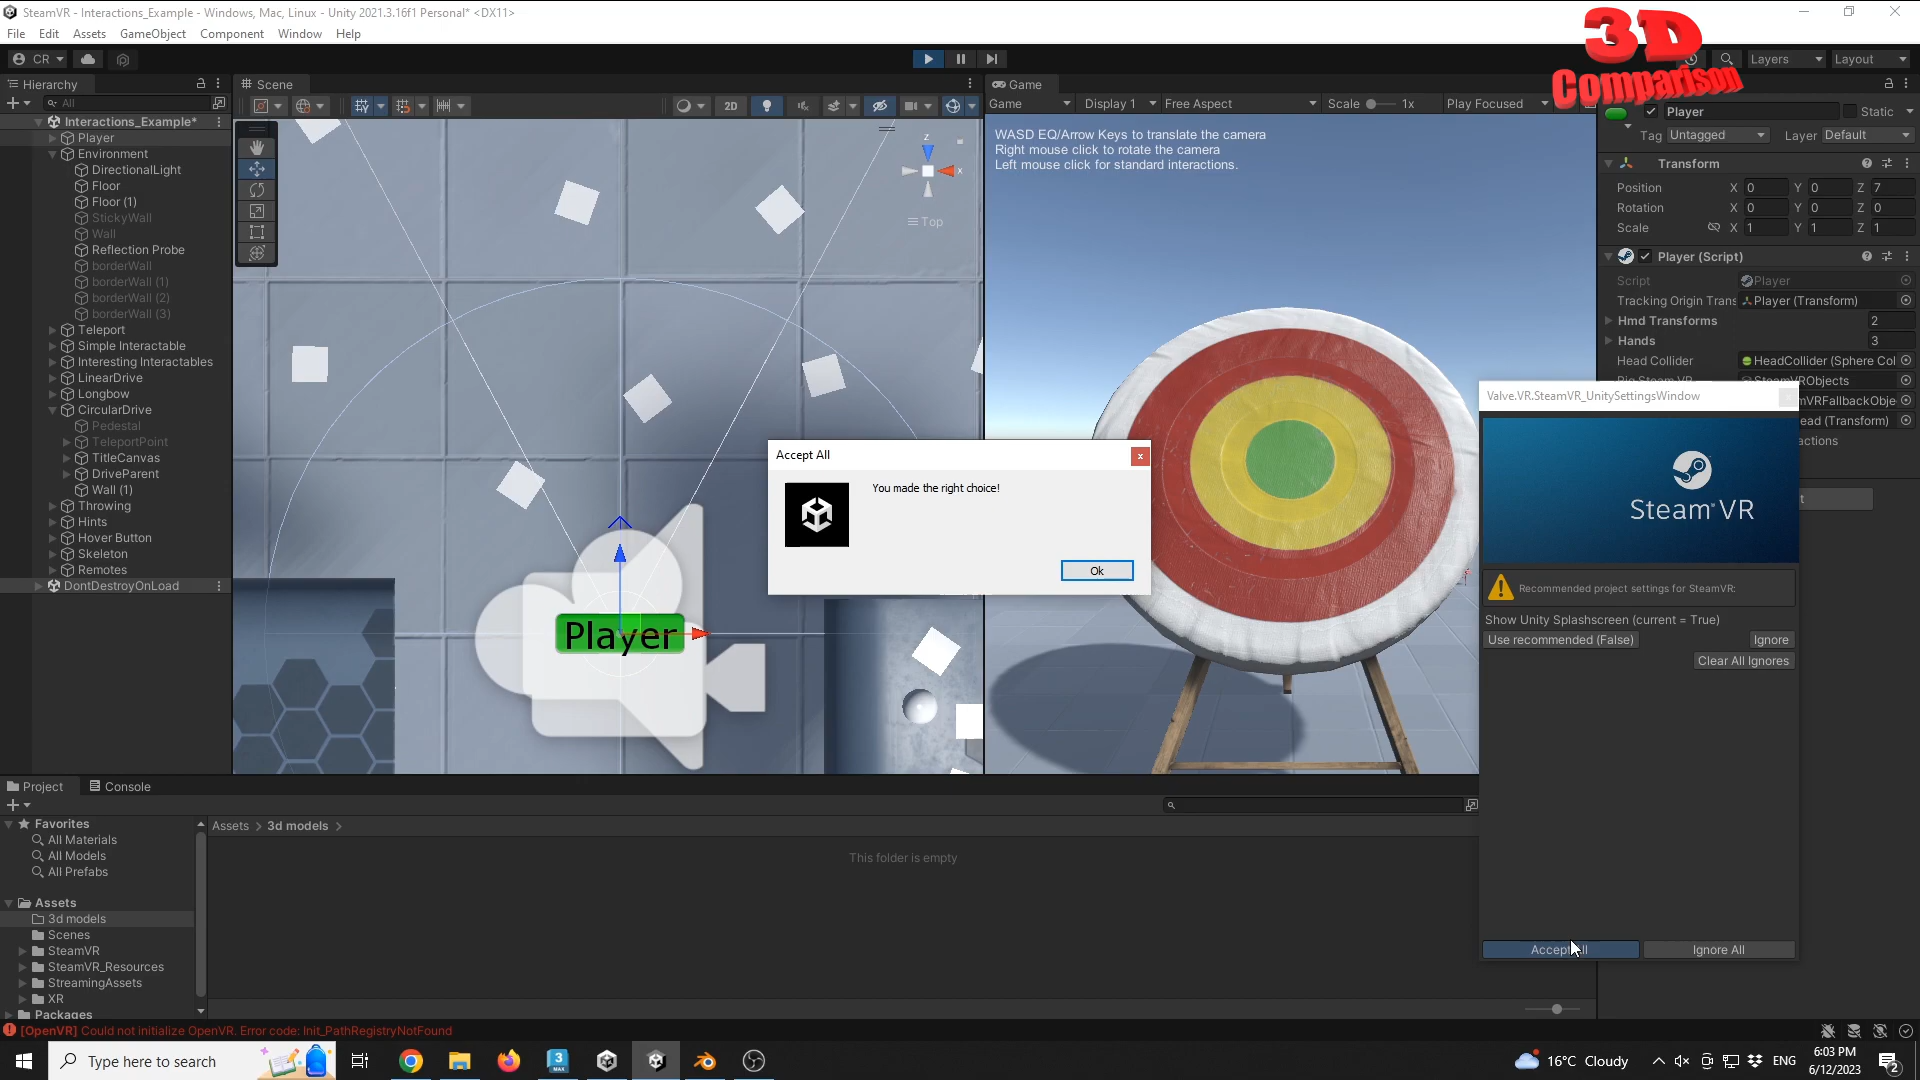 SteamVR - Interactions_Example - Windows, Mac, Linux - Unity 2021.3.16f1 Personal* <DX11>
File Edit Assets GameObject Component Window Help
3D
Comparison
CR
Layers
Layout
Hierarchy
All
Interactions_Example*
Player
Environment
DirectionalLight
Floor
Floor (1)
StickyWall
Wall
Reflection Probe
borderWall
borderWall (1)
borderWall (2)
borderWall (3)
Teleport
Simple Interactable
Interesting Interactables
LinearDrive
Longbow
CircularDrive
Pedestal
TeleportPoint
TitleCanvas
DriveParent
Wall (1)
Throwing
Hints
Hover Button
Skeleton
Remotes
DontDestroyOnLoad
Scene
2D
z
x
Top
Player
Game
Game
Display 1
Free Aspect
Scale
1x
Play Focused
WASD EQ/Arrow Keys to translate the camera
Right mouse click to rotate the camera
Left mouse click for standard interactions.
Accept All
x
You made the right choice!
Ok
Player
Static
Tag Untagged
Layer Default
Transform
Position X 0 Y 0 Z 7
Rotation X 0 Y 0 Z 0
Scale X 1 Y 1 Z 1
Player (Script)
Script
Player
Tracking Origin Trans
Player (Transform)
Hmd Transforms
2
Hands
3
Head Collider
HeadCollider (Sphere Col
SteamVRObjects
mVRFallbackObje
ead (Transform)
actions
Valve.VR.SteamVR_UnitySettingsWindow
SteamVR
Recommended project settings for SteamVR:
Show Unity Splashscreen (current = True)
Use recommended (False)
Ignore
Clear All Ignores
Accept All
Ignore All
Project
Console
Favorites
All Materials
All Models
All Prefabs
Assets
3d models
Scenes
SteamVR
SteamVR_Resources
StreamingAssets
XR
Packages
Assets > 3d models >
This folder is empty
[OpenVR] Could not initialize OpenVR. Error code: Init_PathRegistryNotFound
Type here to search
3
MAX
16°C Cloudy
ENG
6:03 PM
6/12/2023
2